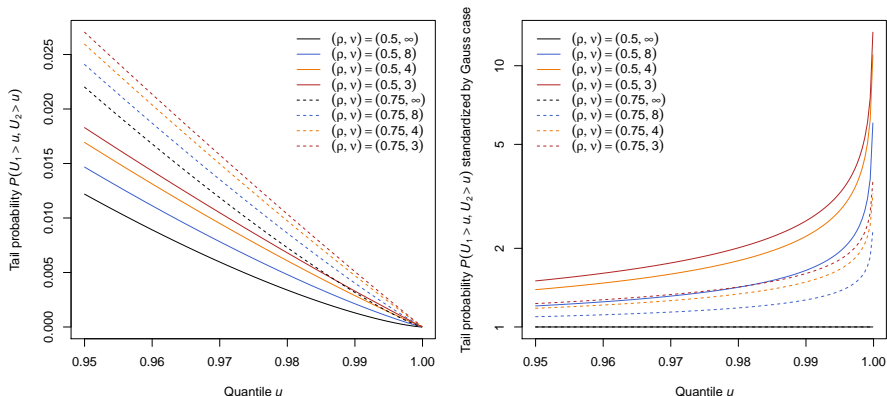 Tail probability P(U₁ > u, U₂ > u)
0.025
0.020
0.015
0.010
0.005
0.000
(ρ, ν) = (0.5, ∞)
(ρ, ν) = (0.5, 8)
(ρ, ν) = (0.5, 4)
(ρ, ν) = (0.5, 3)
(ρ, ν) = (0.75, ∞)
(ρ, ν) = (0.75, 8)
(ρ, ν) = (0.75, 4)
(ρ, ν) = (0.75, 3)
0.95 0.96 0.97 0.98 0.99 1.00
Quantile u
Tail probability P(U₁ > u, U₂ > u) standardized by Gauss case
10
5
2
1
(ρ, ν) = (0.5, ∞)
(ρ, ν) = (0.5, 8)
(ρ, ν) = (0.5, 4)
(ρ, ν) = (0.5, 3)
(ρ, ν) = (0.75, ∞)
(ρ, ν) = (0.75, 8)
(ρ, ν) = (0.75, 4)
(ρ, ν) = (0.75, 3)
0.95 0.96 0.97 0.98 0.99 1.00
Quantile u